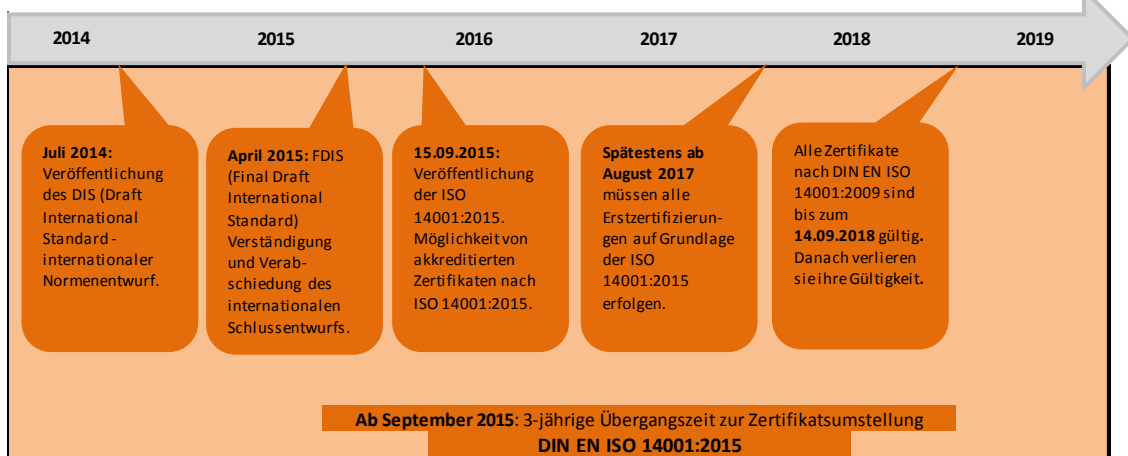 2014 2015 2016 2017 2018 2019
Juli 2014:
Veröffentlichung
des DIS (Draft
International
Standard -
internationaler
Normenentwurf.
April 2015: FDIS
(Final Draft
International
Standard)
Verständigung
und Verab-
schiedung des
internationalen
Schlussentwurfs.
15.09.2015:
Veröffentlichung
der ISO
14001:2015.
Möglichkeit von
akkreditierten
Zertifikaten nach
ISO 14001:2015.
Spätestens ab
August 2017
müssen alle
Erstzertifizierun-
gen auf Grundlage
der ISO
14001:2015
erfolgen.
Alle Zertifikate
nach DIN EN ISO
14001:2009 sind
bis zum
14.09.2018 gültig.
Danach verlieren
sie ihre Gültigkeit.
Ab September 2015: 3-jährige Übergangszeit zur Zertifikatsumstellung
DIN EN ISO 14001:2015